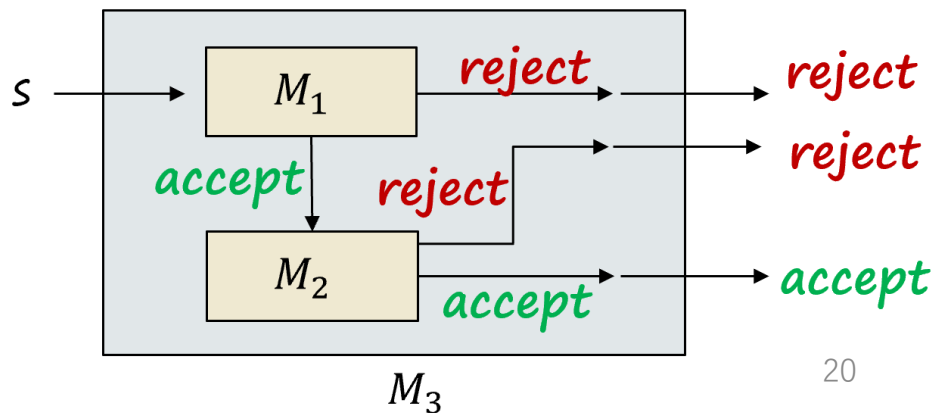 s
M₁
reject
reject
accept
reject
reject
M₂
accept
accept
M₃
20